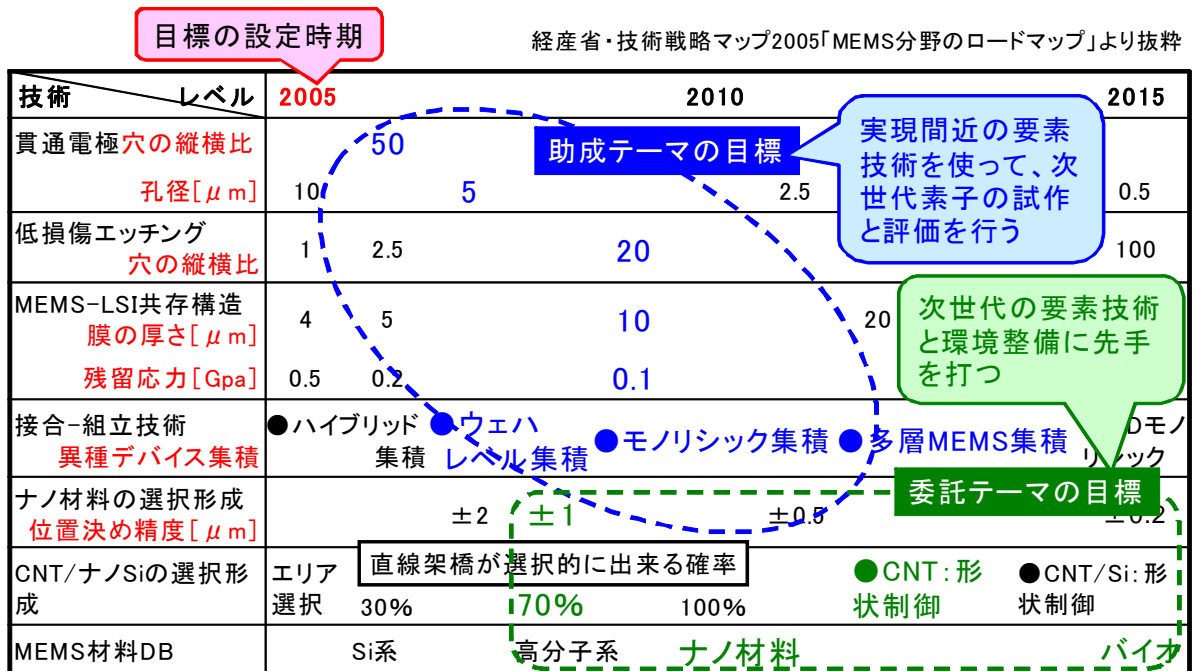 目標の設定時期
経産省・技術戦略マップ2005「MEMS分野のロードマップ」より抜粋
技術 レベル 2005 2010 2015
貫通電極穴の縦横比 50
孔径[μm] 10 5 2.5 0.5
助成テーマの目標
実現間近の要素
技術を使って、次
世代素子の試作
と評価を行う
低損傷エッチング
穴の縦横比 1 2.5 20 100
MEMS-LSI共存構造
膜の厚さ[μm] 4 5 10 20
残留応力[Gpa] 0.5 0.2 0.1
次世代の要素技術
と環境整備に先手
を打つ
接合-組立技術
異種デバイス集積
●ハイブリッド
集積
●ウェハ
レベル集積
●モノリシック集積
●多層MEMS集積
Dモノ
リシック
委託テーマの目標
ナノ材料の選択形成
位置決め精度[μm] ±2 ±1 ±0.5 ±0.2
CNT/ナノSiの選択形
成
エリア
選択
直線架橋が選択的に出来る確率
30% 70% 100%
●CNT:形
状制御
●CNT/Si:形
状制御
MEMS材料DB Si系 高分子系 ナノ材料 バイオ